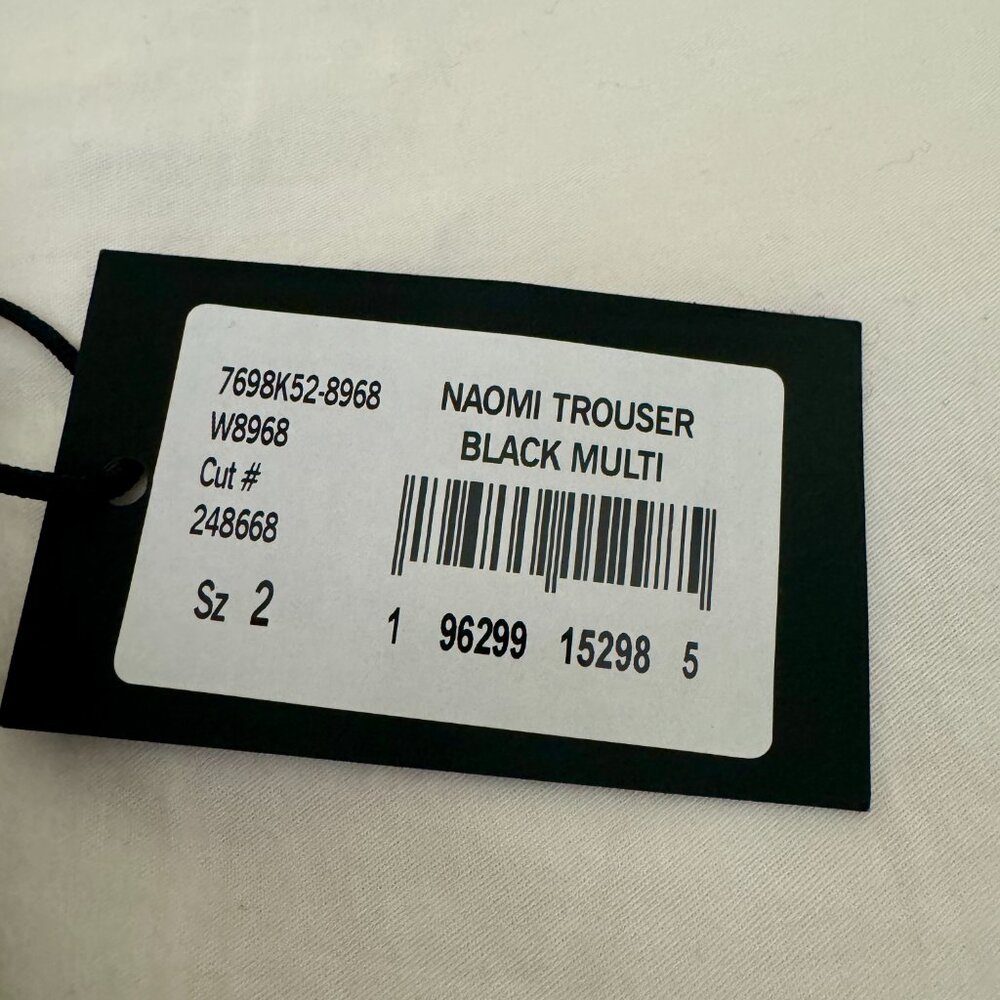 7698K52-8968
W8968
Cut #
248668
Sz 2
NAOMI TROUSER
BLACK MULTI
1 96299 15298 5